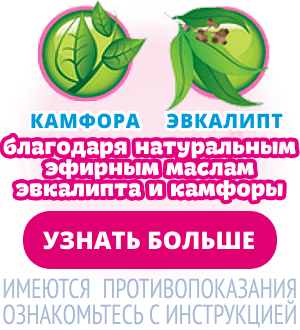 КАМФОРА ЭВКАЛИПТ
благодаря натуральным
эфирным маслам
эвкалипта и камфоры
УЗНАТЬ БОЛЬШЕ
ИМЕЮТСЯ ПРОТИВОПОКАЗАНИЯ
ОЗНАКОМЬТЕСЬ С ИНСТРУКЦИЕЙ